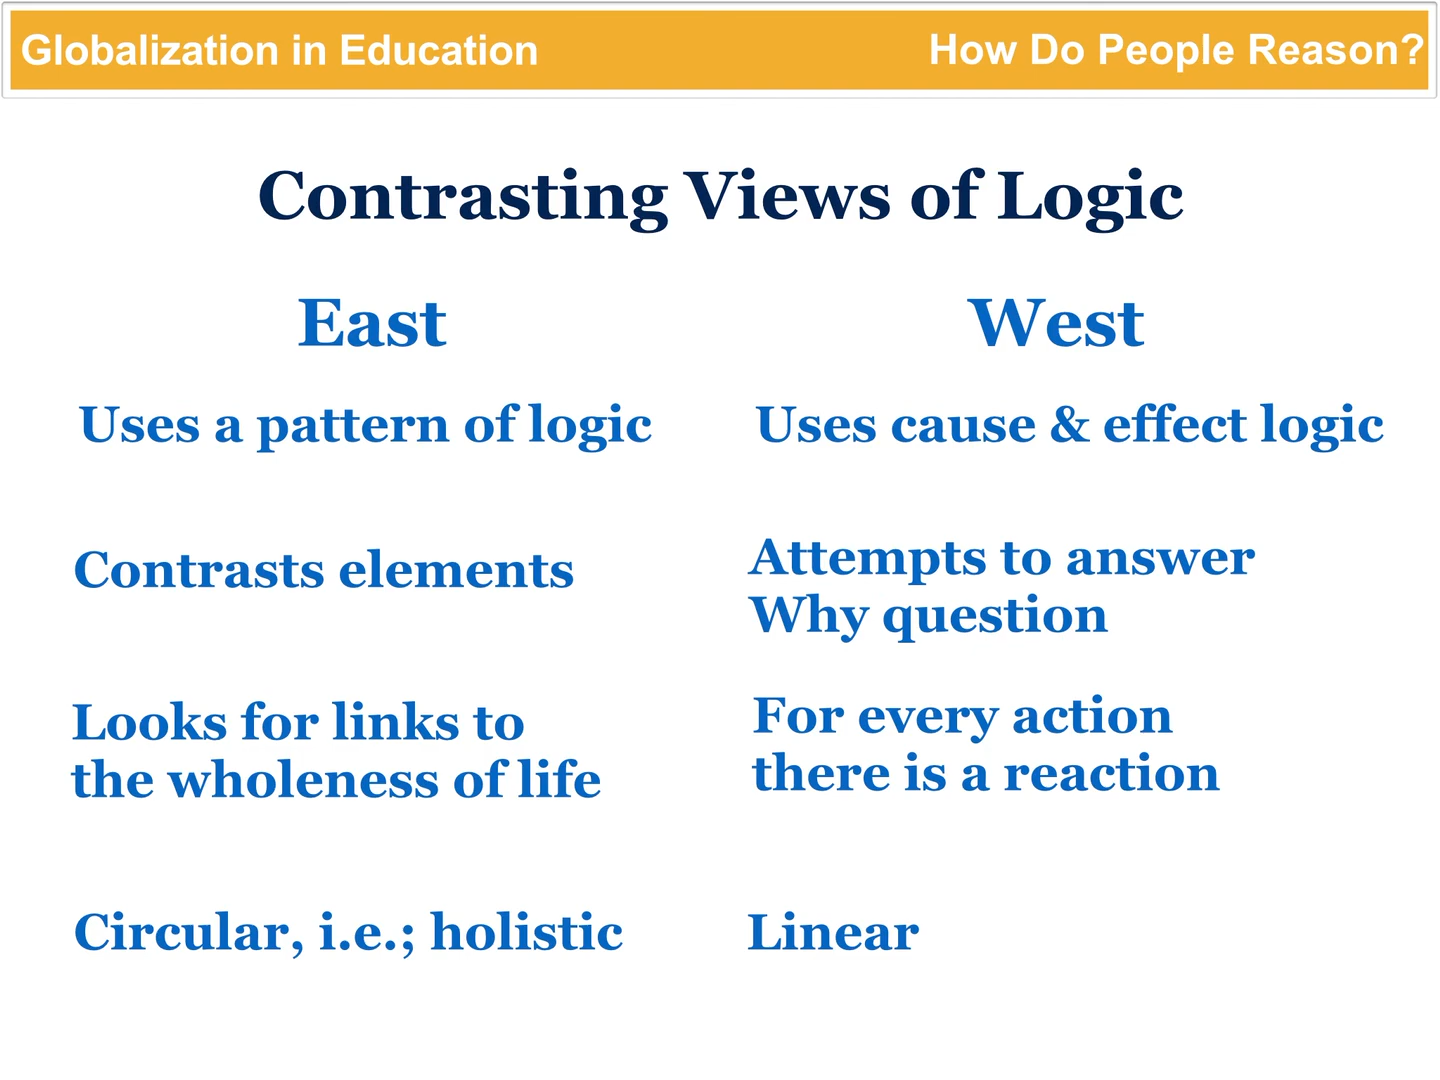 Globalization in Education
How Do People Reason?
Contrasting Views of Logic
East
West
Uses a pattern of logic
Uses cause & effect logic
Contrasts elements
Attempts to answer
Why question
Looks for links to
the wholeness of life
For every action
there is a reaction
Circular, i.e.; holistic
Linear